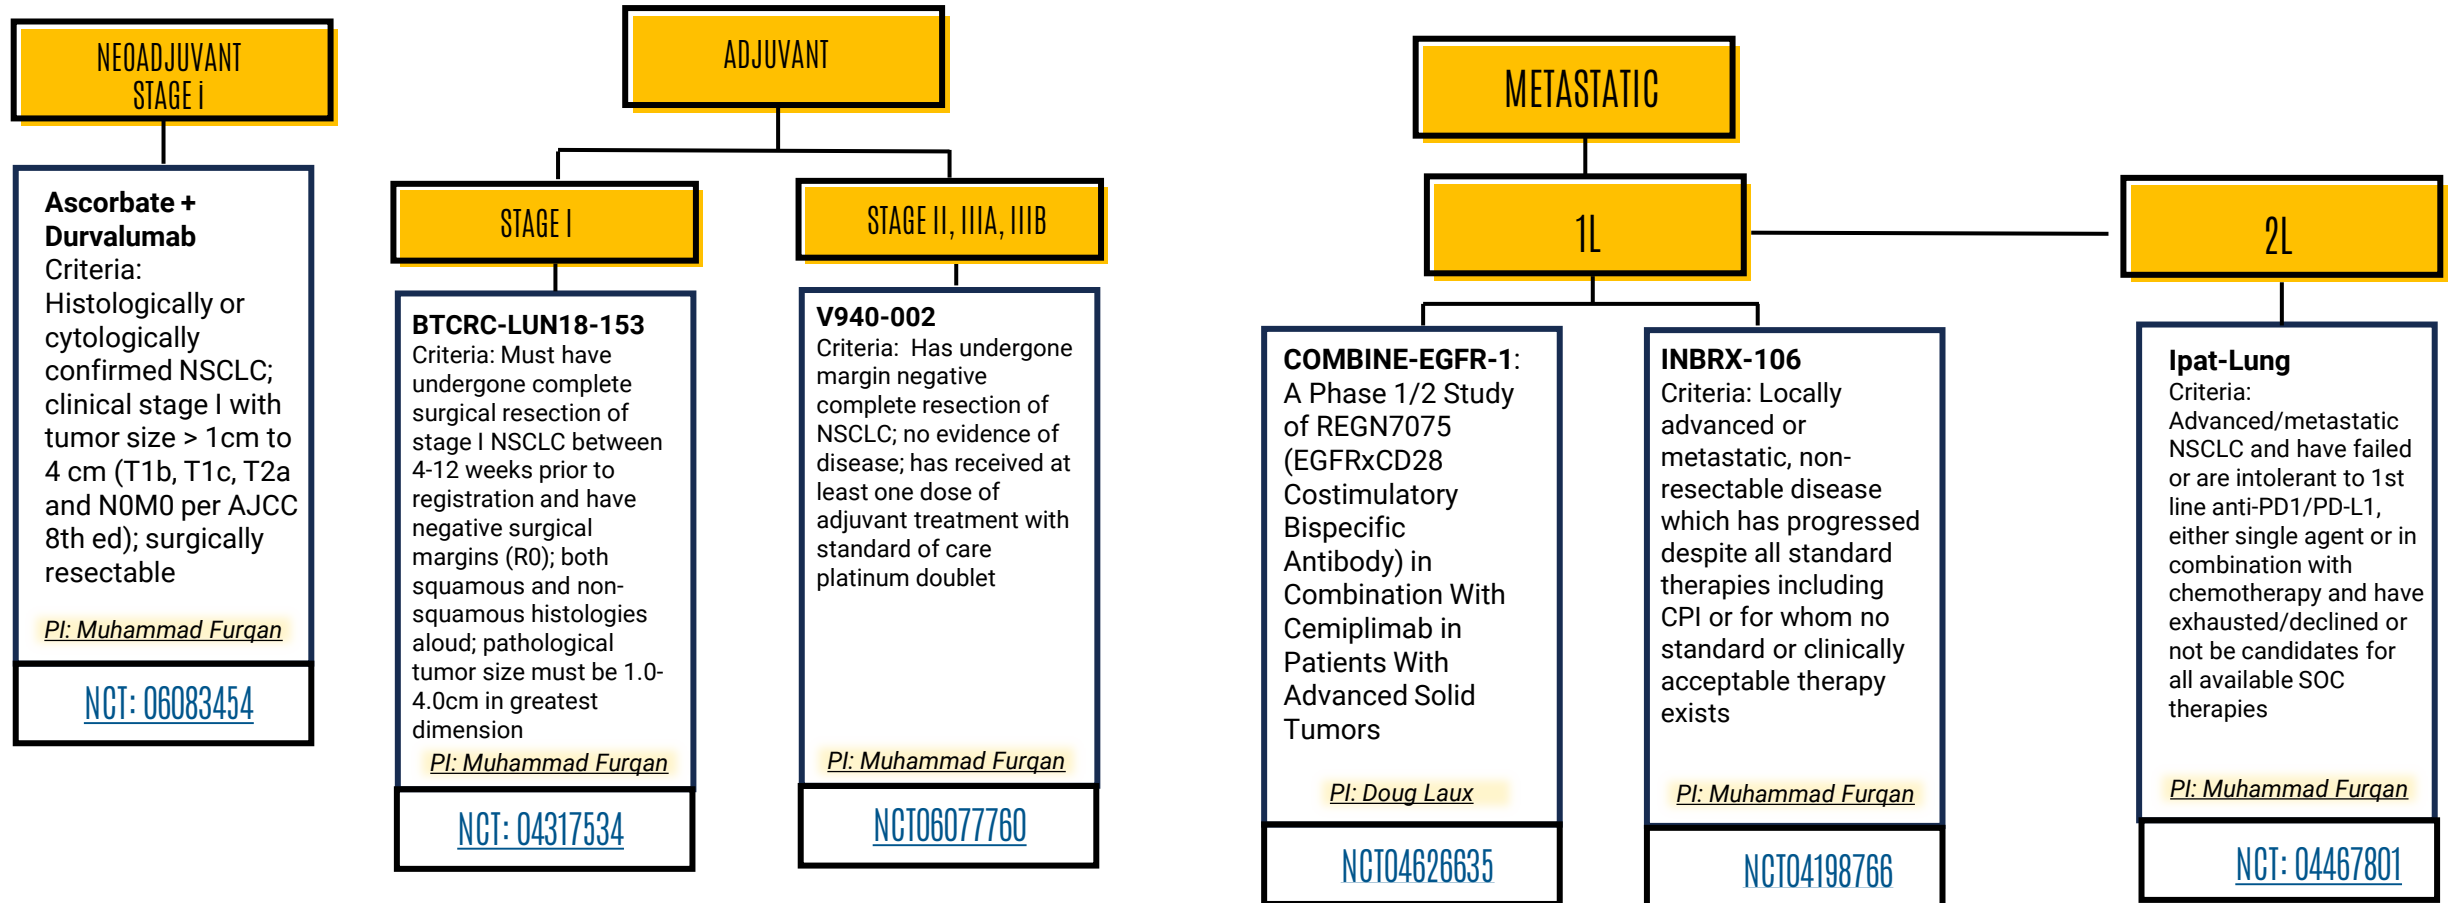 NEOADJUVANT
STAGE i
Ascorbate +
Durvalumab
Criteria:
Histologically or
cytologically
confirmed NSCLC;
clinical stage I with
tumor size > 1cm to
4 cm (T1b, T1c, T2a
and N0M0 per AJCC
8th ed); surgically
resectable
PI: Muhammad Furqan
NCT: 06083454
ADJUVANT
STAGE I
BTCRC-LUN18-153
Criteria: Must have
undergone complete
surgical resection of
stage I NSCLC between
4-12 weeks prior to
registration and have
negative surgical
margins (R0); both
squamous and non-
squamous histologies
aloud; pathological
tumor size must be 1.0-
4.0cm in greatest
dimension
PI: Muhammad Furqan
NCT: 04317534
STAGE II, IIIA, IIIB
V940-002
Criteria:  Has undergone
margin negative
complete resection of
NSCLC; no evidence of
disease; has received at
least one dose of
adjuvant treatment with
standard of care
platinum doublet
PI: Muhammad Furqan
NCT06077760
METASTATIC
1L
COMBINE-EGFR-1:
A Phase 1/2 Study
of REGN7075
(EGFRxCD28
Costimulatory
Bispecific
Antibody) in
Combination With
Cemiplimab in
Patients With
Advanced Solid
Tumors
PI: Doug Laux
NCT04626635
INBRX-106
Criteria: Locally
advanced or
metastatic, non-
resectable disease
which has progressed
despite all standard
therapies including
CPI or for whom no
standard or clinically
acceptable therapy
exists
PI: Muhammad Furqan
NCT04198766
2L
Ipat-Lung
Criteria:
Advanced/metastatic
NSCLC and have failed
or are intolerant to 1st
line anti-PD1/PD-L1,
either single agent or in
combination with
chemotherapy and have
exhausted/declined or
not be candidates for
all available SOC
therapies
PI: Muhammad Furqan
NCT: 04467801